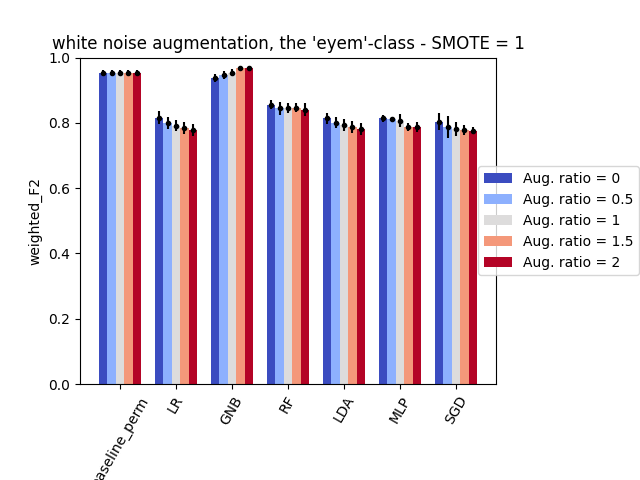 white noise augmentation, the 'eyem'-class - SMOTE = 1
weighted_F2
1.0
0.8
0.6
0.4
0.2
0.0
aseline_perm
LR
GNB
RF
LDA
MLP
SGD
Aug. ratio = 0
Aug. ratio = 0.5
Aug. ratio = 1
Aug. ratio = 1.5
Aug. ratio = 2